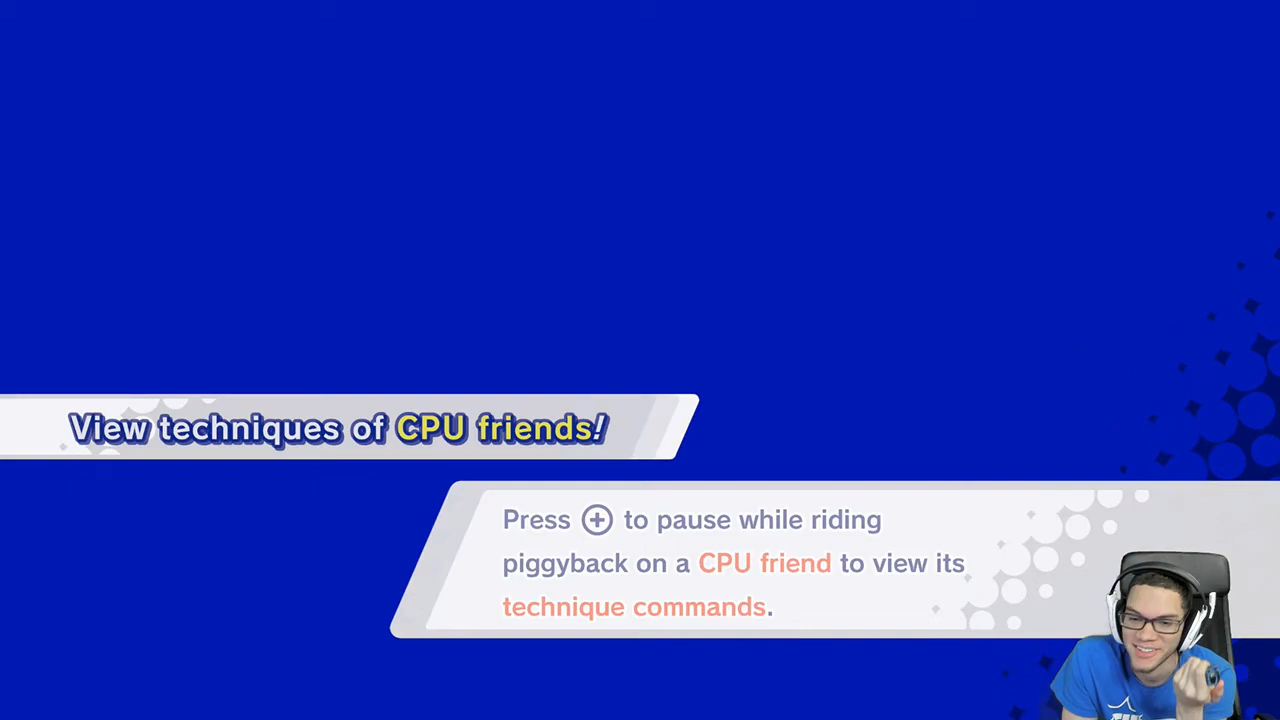 View techniques of CPU friends!
Press ⊕ to pause while riding
piggyback on a CPU friend to view its
technique commands.